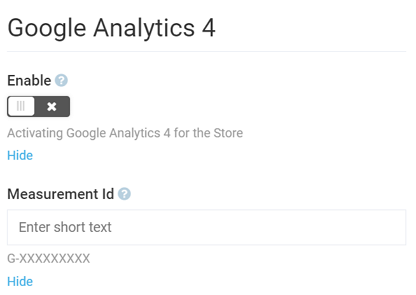 Google Analytics 4
Enable
Activating Google Analytics 4 for the Store
Hide
Measurement Id
Enter short text
G-XXXXXXXXX
Hide